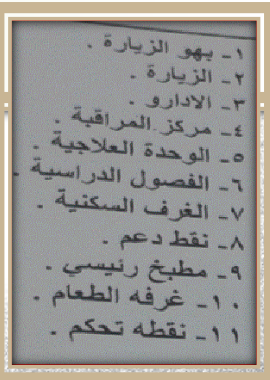 ١- بهو الزيارة .
٢- الزيارة .
٣- الادارو .
٤- مركز المراقبة .
٥- الوحدة العلاجية .
٦- الفصول الدراسية .
٧- الغرف السكنية .
٨- نقط دعم .
٩- مطبخ رئيسي .
١٠- غرفه الطعام .
١١- نقطه تحكم .